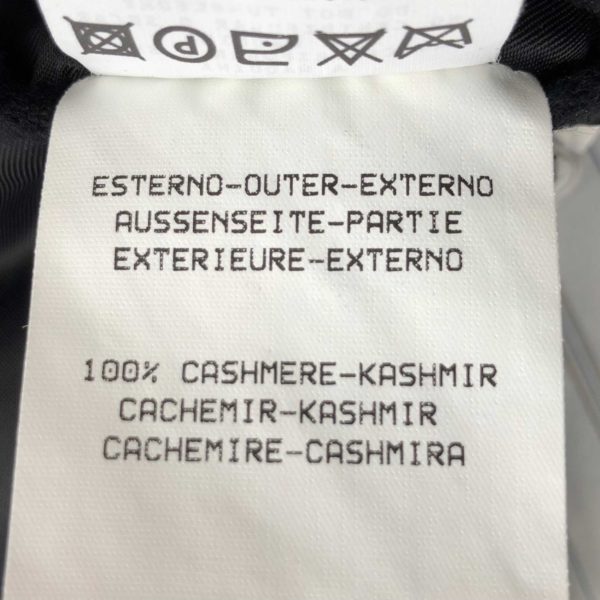 P
ESTERNO-OUTER-EXTERNO
AUSSENSEITE-PARTIE
EXTERIEURE-EXTERNO
100% CASHMERE-KASHMIR
CACHEMIR-KASHMIR
CACHEMIRE-CASHMIRA